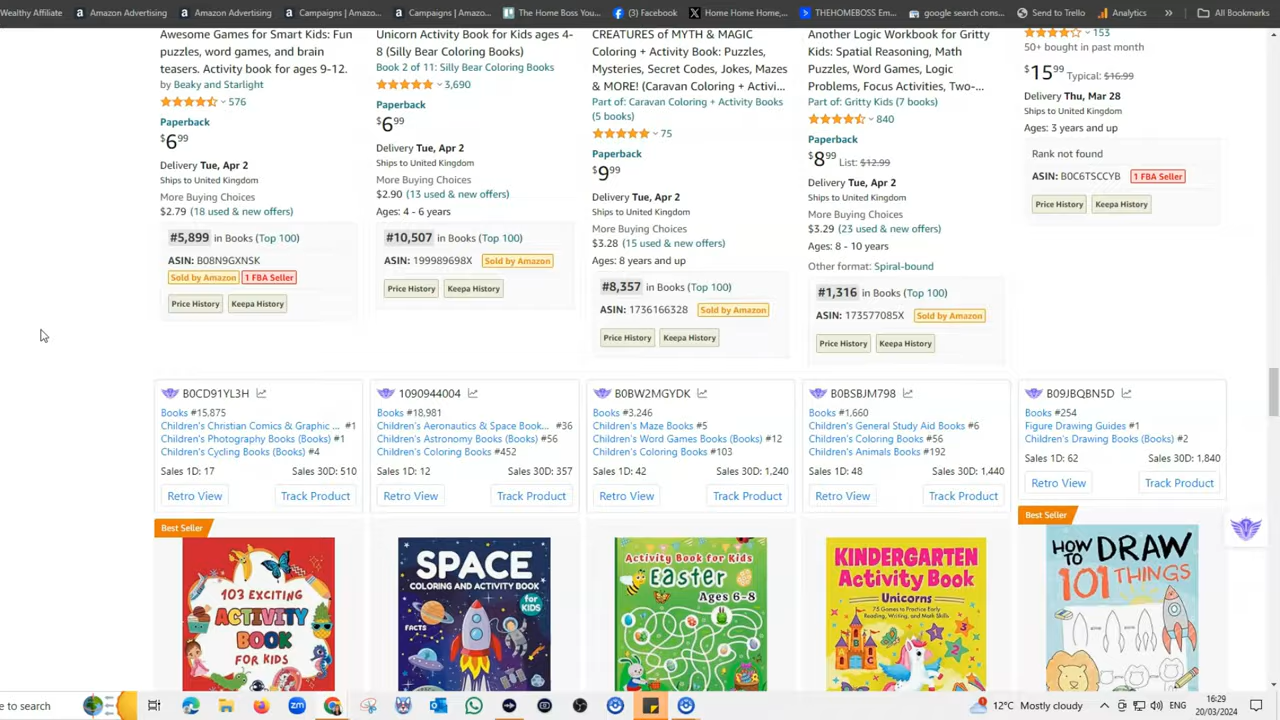 Wealthy Affiliate
Amazon Advertising
Amazon Advertising
Campaigns | Amazo...
Campaigns | Amazo...
The Home Boss You...
(3) Facebook
Home Home Home,...
THEHOMEBOSS Em...
google search cons...
Send to Trello
Analytics
»
All Bookmarks
Awesome Games for Smart Kids: Fun
puzzles, word games, and brain
teasers. Activity book for ages 9-12.
by Beaky and Starlight
576
Paperback
$6.99
Delivery Tue, Apr 2
Ships to United Kingdom
More Buying Choices
$2.79 (18 used & new offers)
#5,899 in Books (Top 100)
ASIN: B08N9GXNSK
Sold by Amazon 1 FBA Seller
Price History Keepa History
Unicorn Activity Book for Kids ages 4-
8 (Silly Bear Coloring Books)
Book 2 of 11: Silly Bear Coloring Books
3,690
Paperback
$6.99
Delivery Tue, Apr 2
Ships to United Kingdom
More Buying Choices
$2.90 (13 used & new offers)
Ages: 4 - 6 years
#10,507 in Books (Top 100)
ASIN: 199989698X Sold by Amazon
Price History Keepa History
CREATURES of MYTH & MAGIC
Coloring + Activity Book: Puzzles,
Mysteries, Secret Codes, Jokes, Mazes
& MORE! (Caravan Coloring + Activi...
Part of: Caravan Coloring + Activity Books
(5 books)
75
Paperback
$9.99
Delivery Tue, Apr 2
Ships to United Kingdom
More Buying Choices
$3.28 (15 used & new offers)
Ages: 8 years and up
#8,357 in Books (Top 100)
ASIN: 1736166328 Sold by Amazon
Price History Keepa History
Another Logic Workbook for Gritty
Kids: Spatial Reasoning, Math
Puzzles, Word Games, Logic
Problems, Focus Activities, Two-...
Part of: Gritty Kids (7 books)
840
Paperback
$8.99 List: $12.99
Delivery Tue, Apr 2
Ships to United Kingdom
More Buying Choices
$3.29 (23 used & new offers)
Ages: 8 - 10 years
Other format: Spiral-bound
#1,316 in Books (Top 100)
ASIN: 173577085X Sold by Amazon
Price History Keepa History
153
50+ bought in past month
$15.99 Typical: $16.99
Delivery Thu, Mar 28
Ships to United Kingdom
Ages: 3 years and up
Rank not found
ASIN: B0C6TSCCYB 1 FBA Seller
Price History Keepa History
B0CD91YL3H
Books #15,875
Children's Christian Comics & Graphic ... #1
Children's Photography Books (Books) #1
Children's Cycling Books (Books) #4
Sales 1D: 17 Sales 30D: 510
Retro View Track Product
1090944004
Books #18,981
Children's Aeronautics & Space Book... #36
Children's Astronomy Books (Books) #56
Children's Coloring Books #452
Sales 1D: 12 Sales 30D: 357
Retro View Track Product
B0BW2MGYDK
Books #3,246
Children's Maze Books #5
Children's Word Games Books (Books) #12
Children's Coloring Books #103
Sales 1D: 42 Sales 30D: 1,240
Retro View Track Product
B0BSBJM798
Books #1,660
Children's General Study Aid Books #6
Children's Coloring Books #56
Children's Animals Books #192
Sales 1D: 48 Sales 30D: 1,440
Retro View Track Product
B09JBQBN5D
Books #254
Figure Drawing Guides #1
Children's Drawing Books (Books) #2
Sales 1D: 62 Sales 30D: 1,840
Retro View Track Product
Best Seller
103 EXCITING
ACTIVITY
BOOK
FOR KIDS
SPACE
COLORING AND ACTIVITY BOOK
for
KIDS
FACTS
Activity Book for Kids
Easter
Ages 6-8
KINDERGARTEN
Activity Book
Unicorns
75 Games to Practice Early
Reading, Writing, and Math Skills
Best Seller
HOW TO DRAW
101 THINGS
e to search
12°C Mostly cloudy
ENG
16:29
20/03/2024